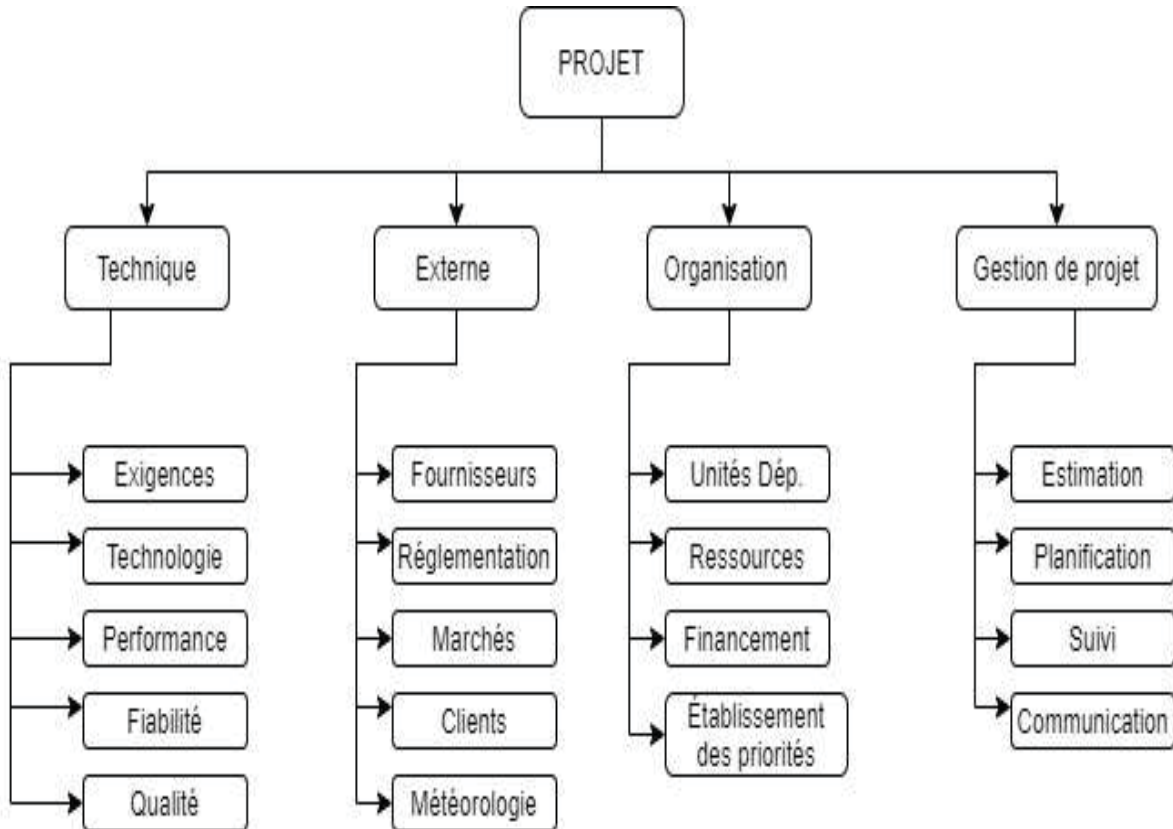 PROJET
Technique
Externe
Organisation
Gestion de projet
Exigences
Technologie
Performance
Fiabilité
Qualité
Fournisseurs
Réglementation
Marchés
Clients
Météorologie
Unités Dép.
Ressources
Financement
Établissement
des priorités
Estimation
Planification
Suivi
Communication